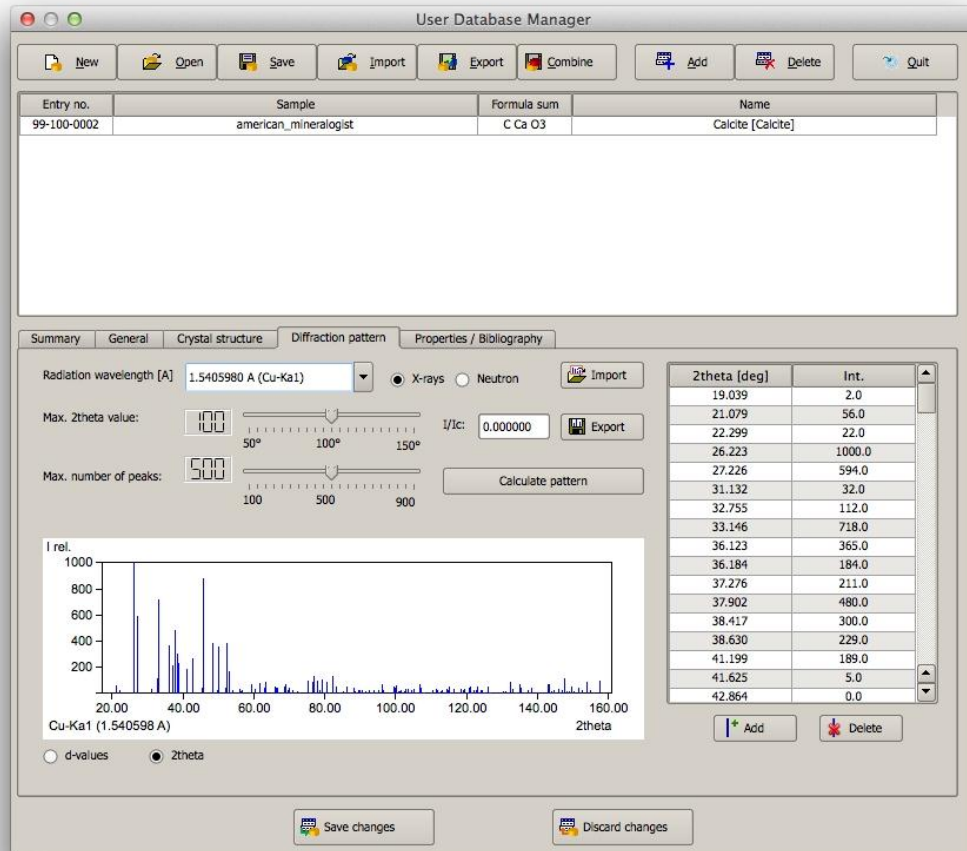 User Database Manager
New Open Save Import Export Combine Add Delete Quit
Entry no. Sample Formula sum Name
99-100-0002 american_mineralogist C Ca O3 Calcite [Calcite]
Summary General Crystal structure Diffraction pattern Properties / Bibliography
Radiation wavelength [A] 1.5405980 A (Cu-Ka1) X-rays Neutron Import
Max. 2theta value: 100 50º 100º 150º I/Ic: 0.000000 Export
Max. number of peaks: 500 100 500 900 Calculate pattern
I rel.
1000
800
600
400
200
20.00 40.00 60.00 80.00 100.00 120.00 140.00 160.00
Cu-Ka1 (1.540598 A) 2theta
d-values 2theta
2theta [deg] Int.
19.039 2.0
21.079 56.0
22.299 22.0
26.223 1000.0
27.226 594.0
31.132 32.0
32.755 112.0
33.146 718.0
36.123 365.0
36.184 184.0
37.276 211.0
37.902 480.0
38.417 300.0
38.630 229.0
41.199 189.0
41.625 5.0
42.864 0.0
Add Delete
Save changes Discard changes